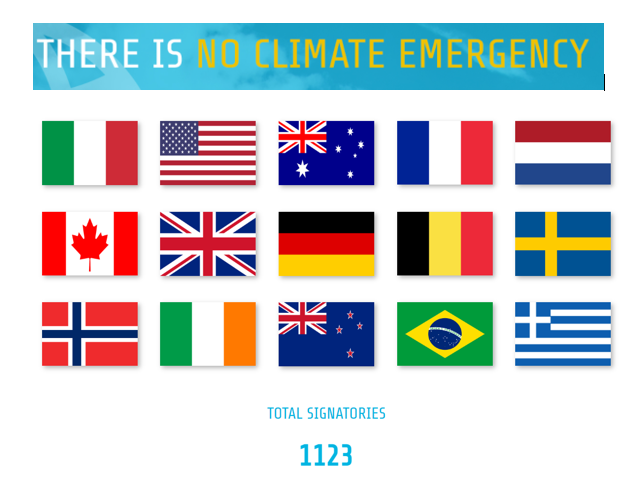 THERE IS NO CLIMATE EMERGENCY
TOTAL SIGNATORIES
1123